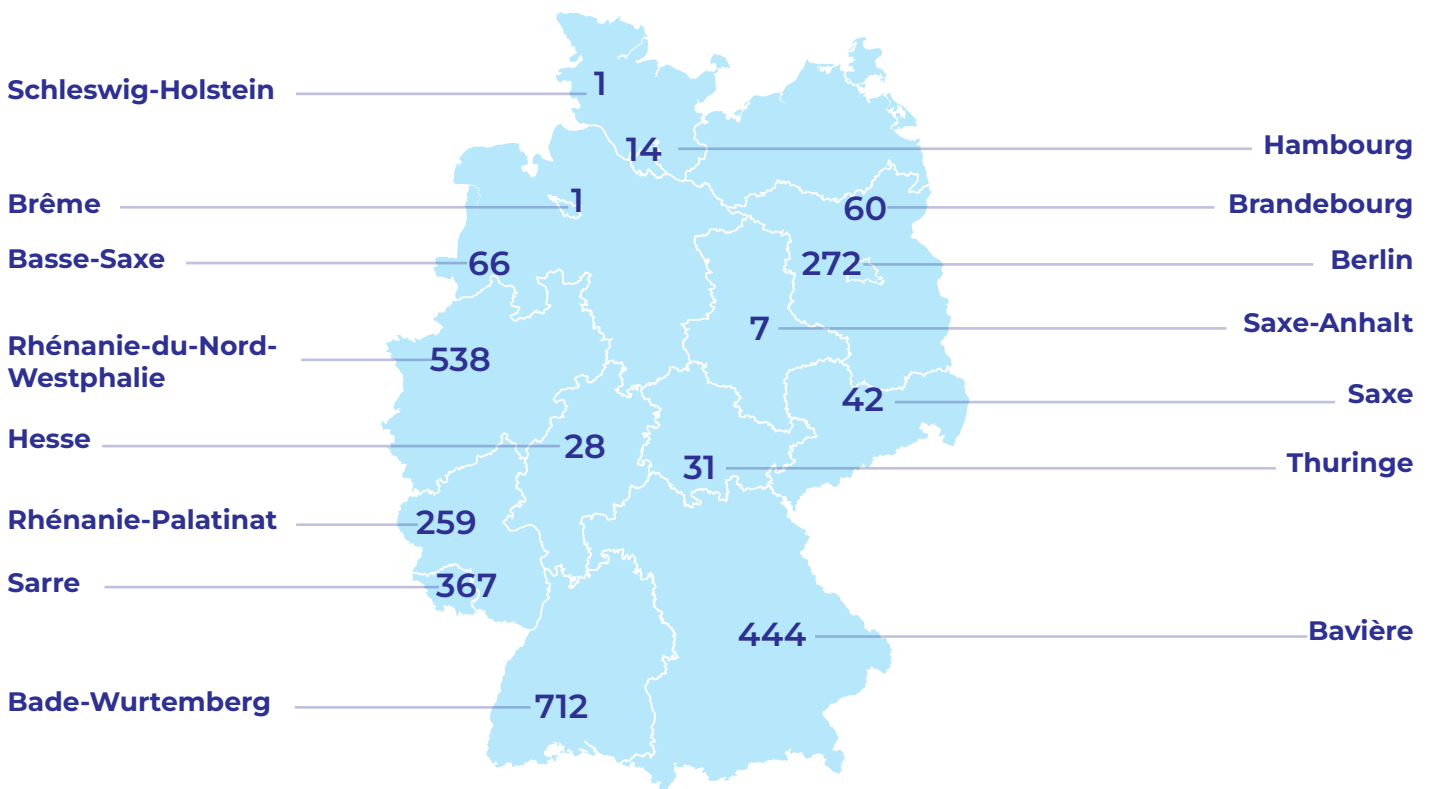 Schleswig-Holstein
1
14
Hambourg
Brême
1
60
Brandebourg
Basse-Saxe
66
272
Berlin
7
Saxe-Anhalt
Rhénanie-du-Nord-
Westphalie
538
42
Saxe
Hesse
28
31
Thuringe
Rhénanie-Palatinat
259
Sarre
367
444
Bavière
Bade-Wurtemberg
712